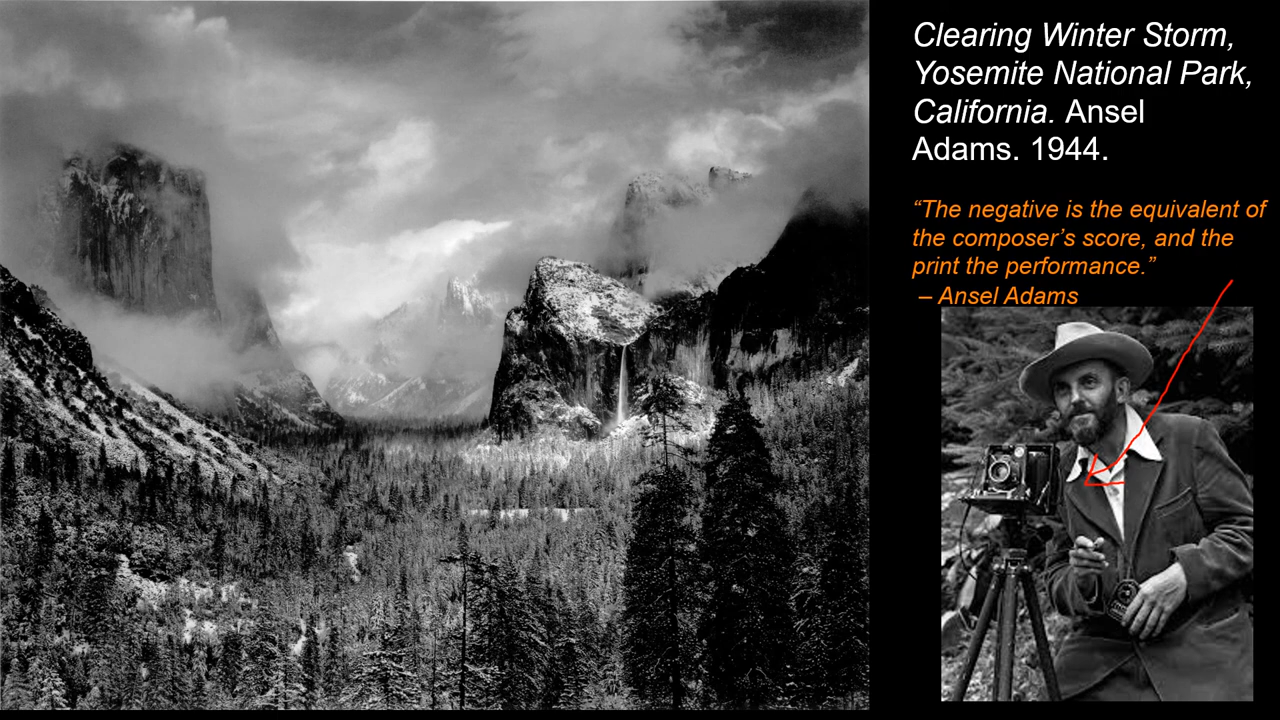 Clearing Winter Storm,
Yosemite National Park,
California. Ansel
Adams. 1944.
“The negative is the equivalent of
the composer’s score, and the
print the performance.”
– Ansel Adams